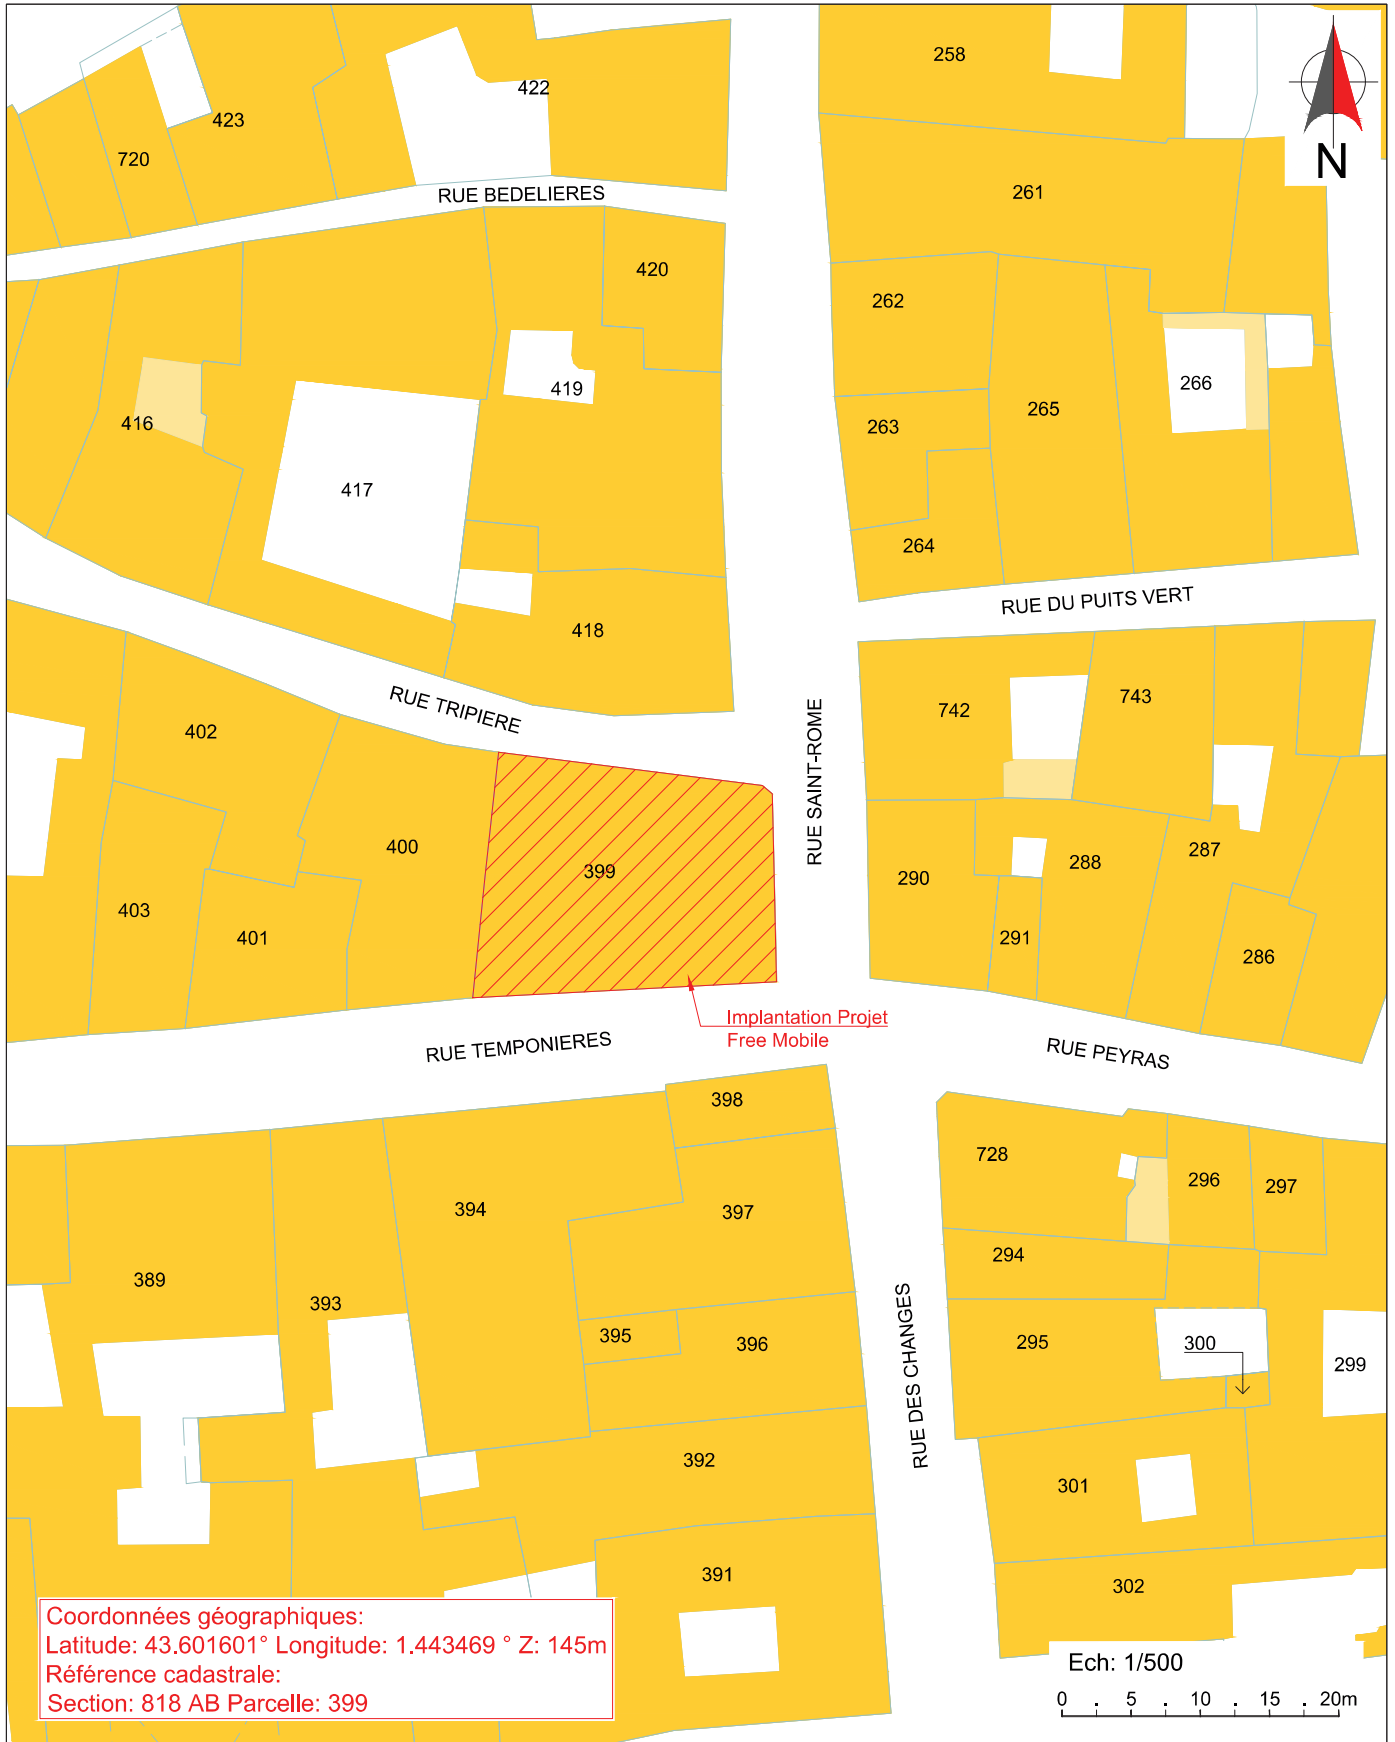 258
422
423
720
N
RUE BEDELIERES
261
420
262
419
266
265
416
263
417
264
RUE DU PUITS VERT
418
RUE TRIPIERE
743
742
402
RUE SAINT-ROME
400
287
288
399
290
403
401
291
286
Implantation Projet
Free Mobile
RUE TEMPONIERES
RUE PEYRAS
398
728
296
297
394
397
294
389
393
395
396
295
300
299
RUE DES CHANGES
392
301
391
302
Coordonnées géographiques:
Latitude: 43.601601° Longitude: 1.443469 ° Z: 145m
Référence cadastrale:
Section: 818 AB Parcelle: 399
Ech: 1/500
0 . 5 . 10 . 15 . 20m